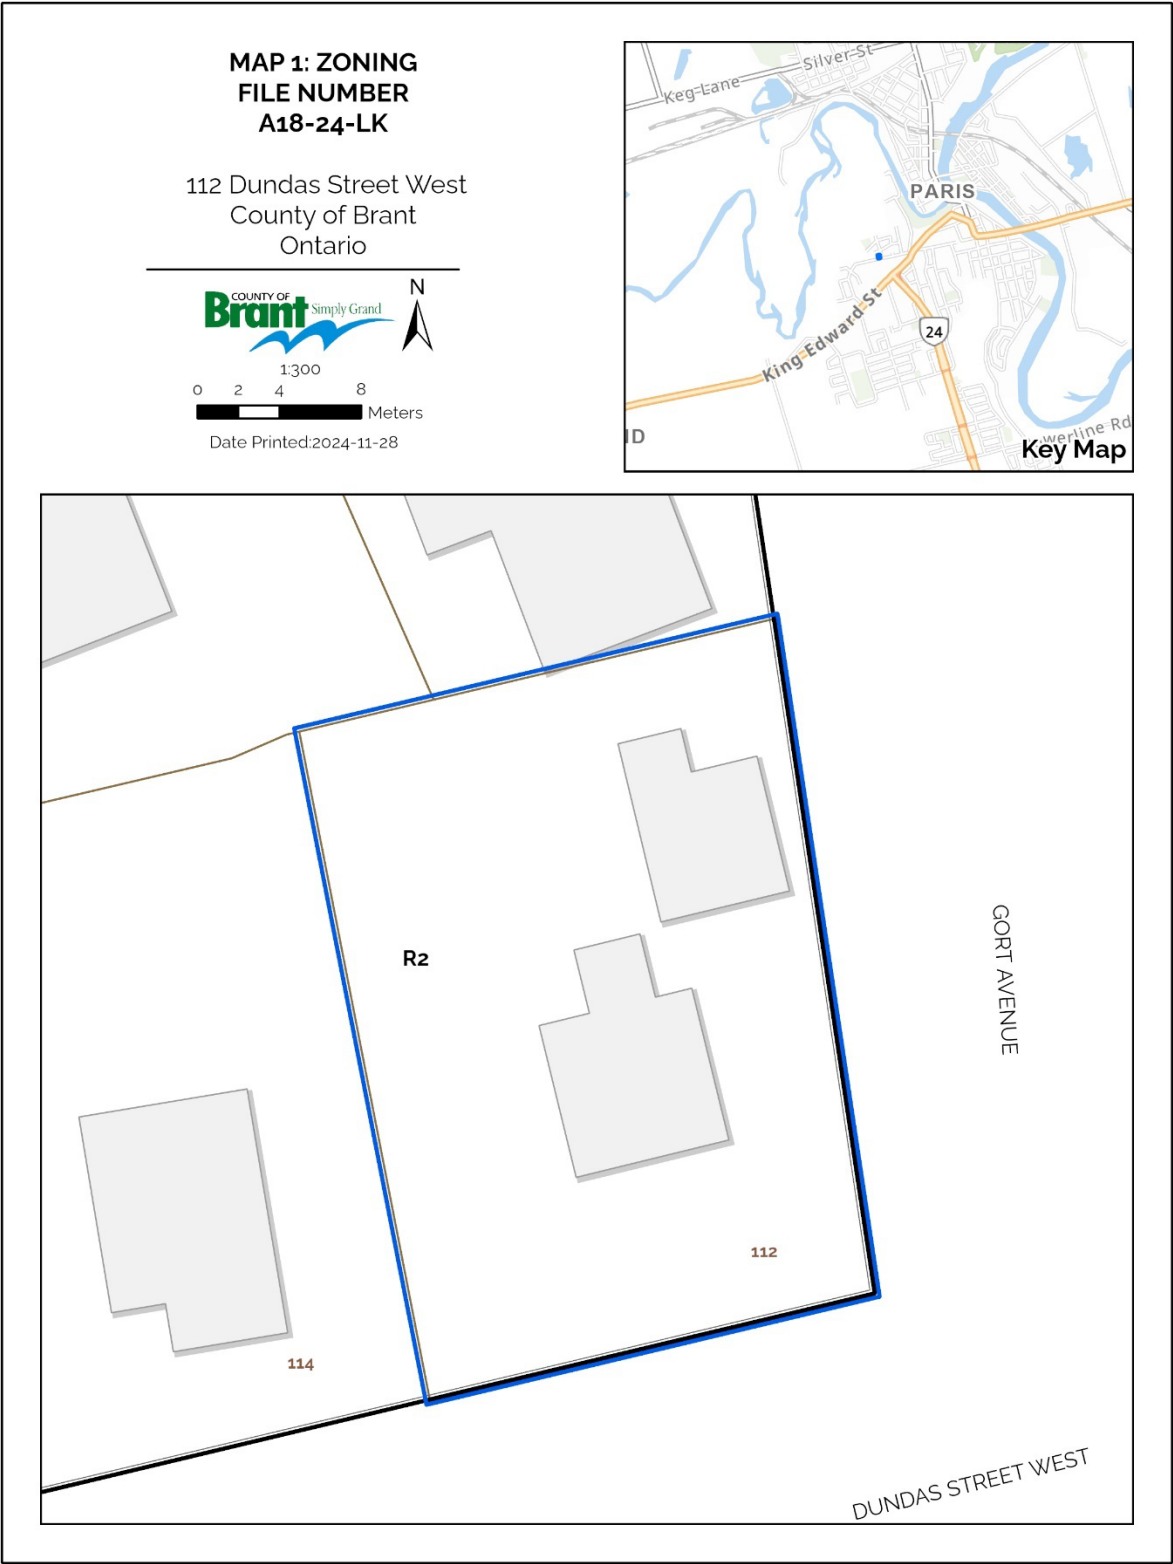 MAP 1: ZONING
FILE NUMBER
A18-24-LK
112 Dundas Street West
County of Brant
Ontario
COUNTY OF
Brant Simply Grand
N
1:300
0 2 4 8
Meters
Date Printed:2024-11-28
Silver St
Keg Lane
PARIS
King Edward St
24
ID
werline Rd
Key Map
R2
GORT AVENUE
112
114
DUNDAS STREET WEST